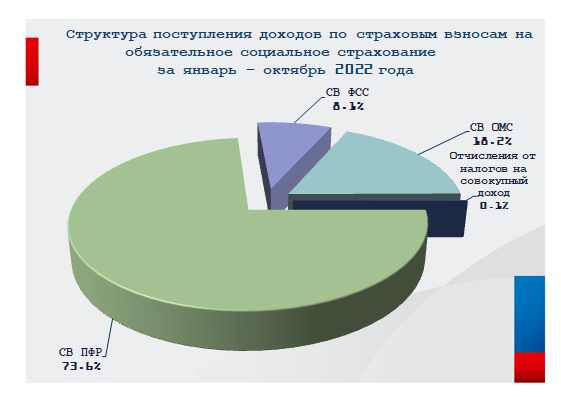 Структура поступления доходов по страховым взносам на
обязательное социальное страхование
за январь – октябрь 2022 года
СВ ФСС
8.1%
СВ ОМС
18.2%
Отчисления от
налогов на
совокупный
доход
0.1%
СВ ПФР
73.6%